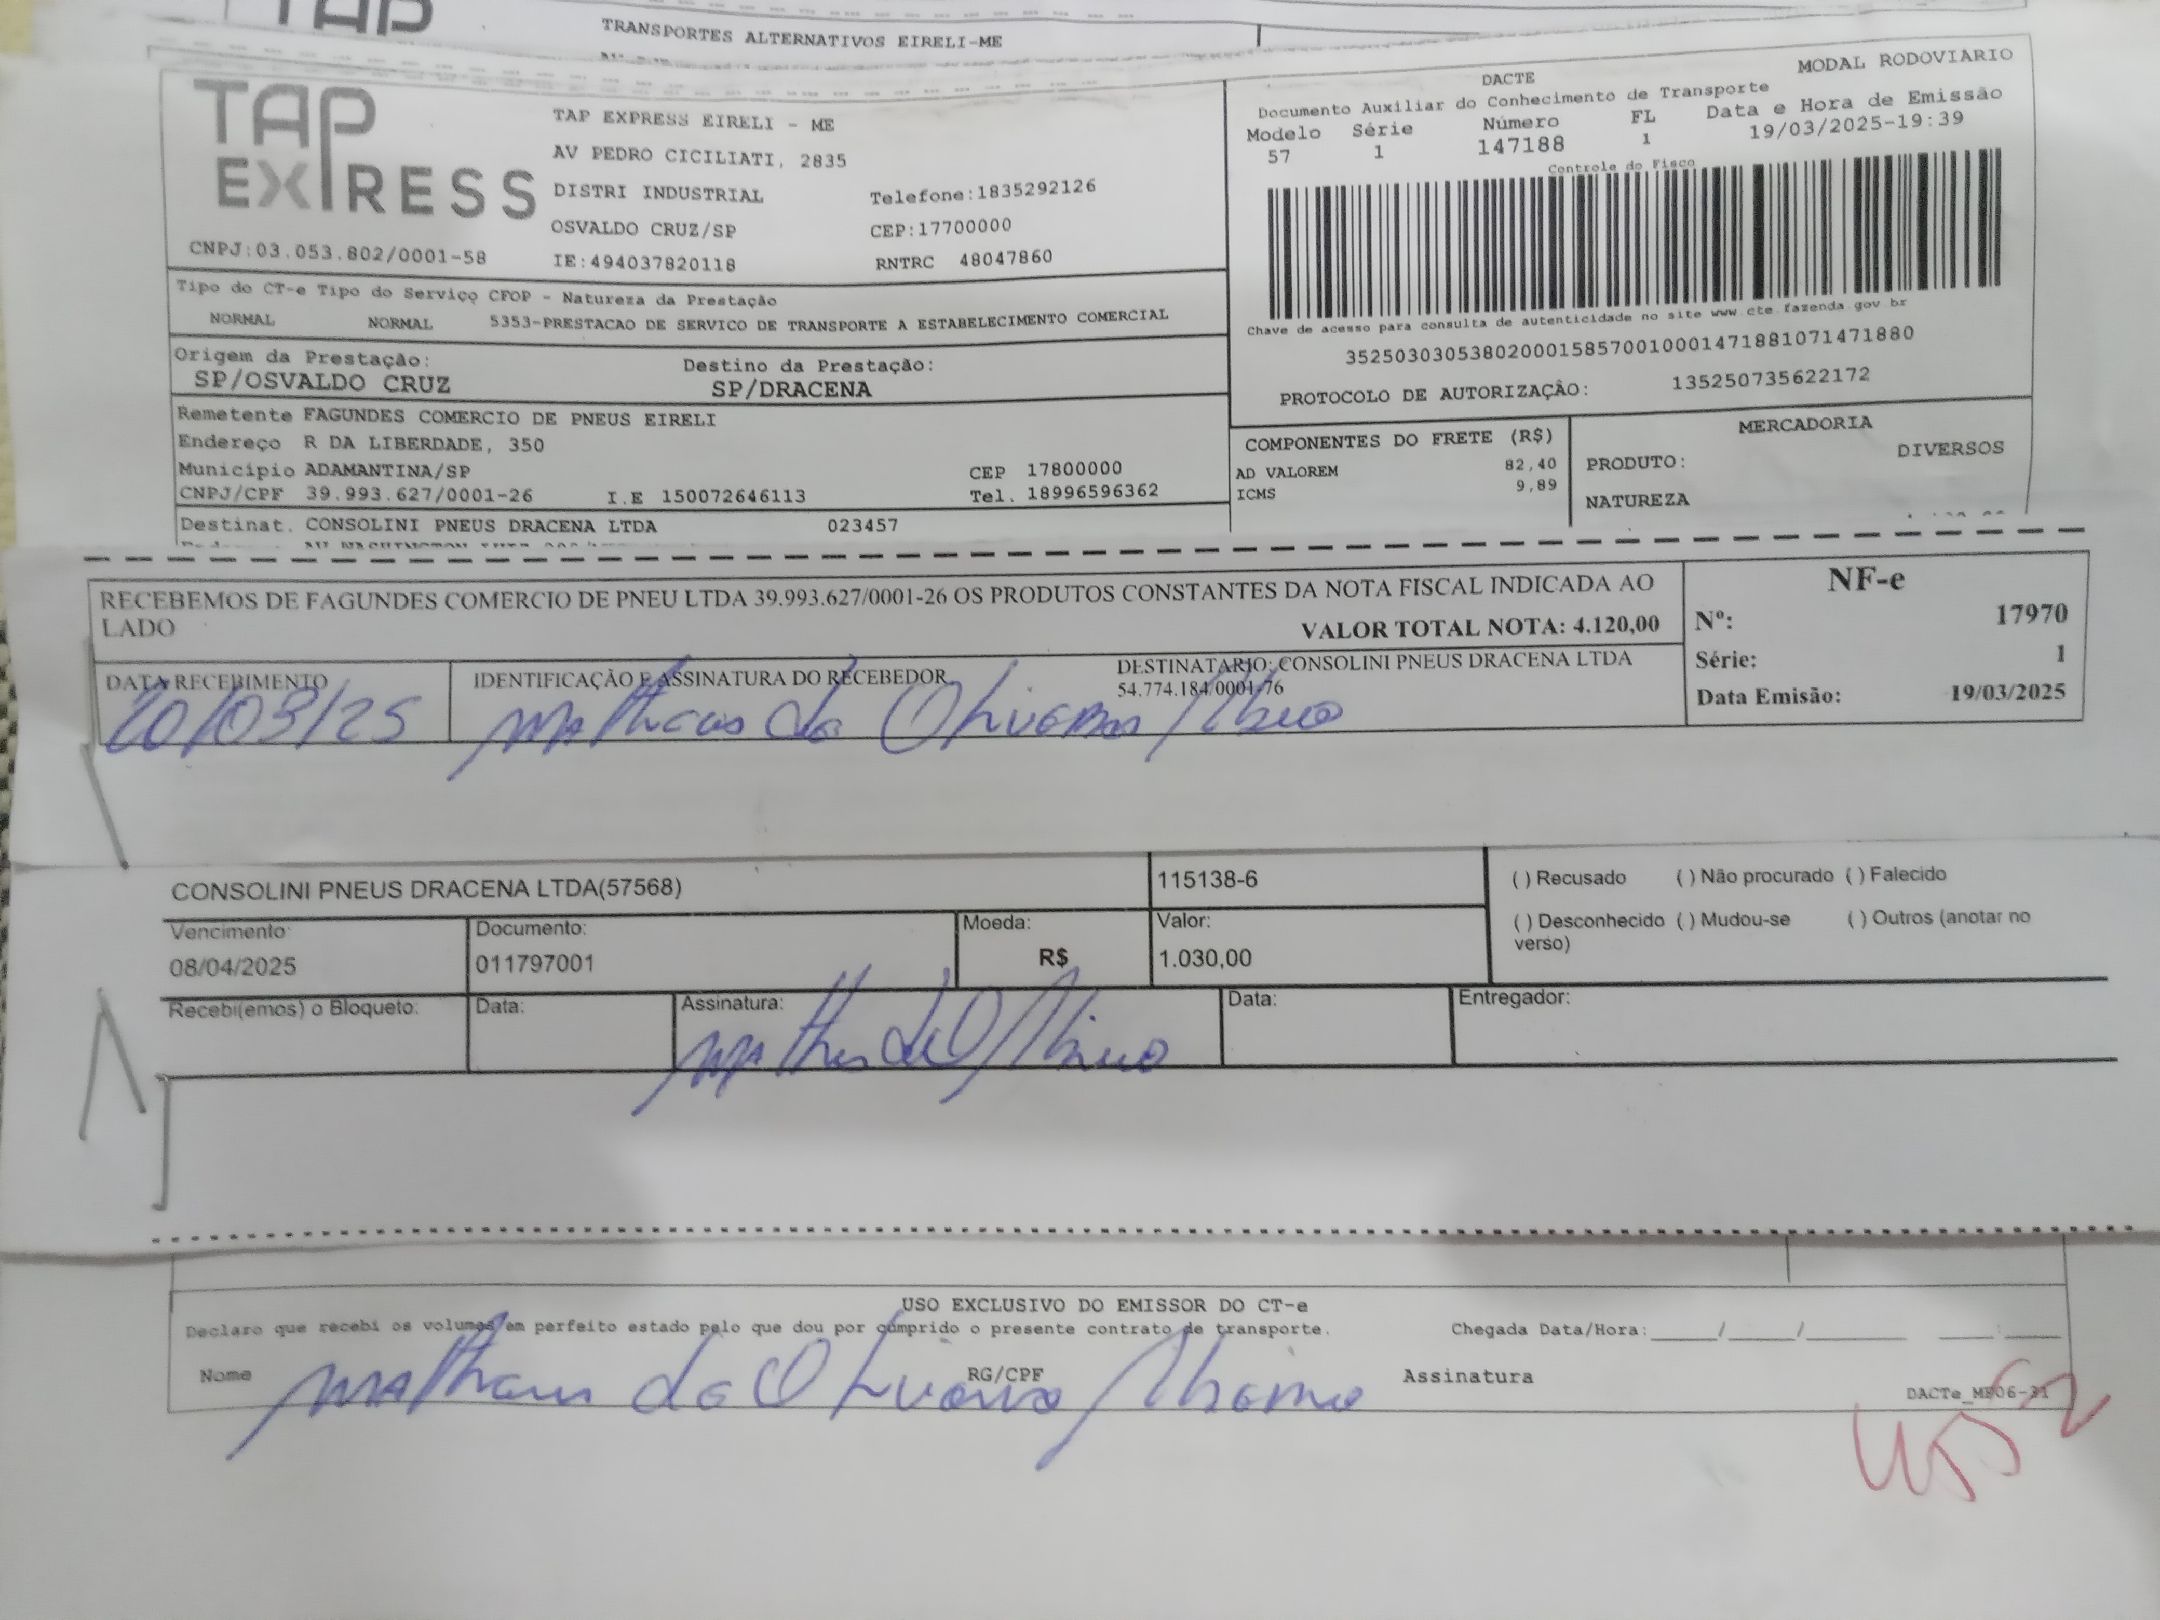 TAP
TRANSPORTES ALTERNATIVOS EIRELI-ME
TAP EXPRESS
TAP EXPRESS EIRELI - ME
AV PEDRO CICILIATI, 2835
DISTRI INDUSTRIAL Telefone:1835292126
OSVALDO CRUZ/SP CEP:17700000
CNPJ:03.053.802/0001-58 IE:494037820118 RNTRC 48047860
DACTE MODAL RODOVIARIO
Documento Auxiliar do Conhecimento de Transporte
Modelo Série Número FL Data e Hora de Emissão
57 1 147188 1 19/03/2025-19:39
Controle do Fisco
Chave de acesso para consulta de autenticidade no site www.cte.fazenda.gov.br
35250303053802000158570010001471881071471880
PROTOCOLO DE AUTORIZAÇÃO: 135250735622172
Tipo do CT-e Tipo do Serviço CFOP - Natureza da Prestação
NORMAL NORMAL 5353-PRESTACAO DE SERVICO DE TRANSPORTE A ESTABELECIMENTO COMERCIAL
Origem da Prestação: Destino da Prestação:
SP/OSVALDO CRUZ SP/DRACENA
Remetente FAGUNDES COMERCIO DE PNEUS EIRELI
Endereço R DA LIBERDADE, 350
Município ADAMANTINA/SP CEP 17800000
CNPJ/CPF 39.993.627/0001-26 I.E 150072646113 Tel. 18996596362
Destinat. CONSOLINI PNEUS DRACENA LTDA 023457
COMPONENTES DO FRETE (R$)
AD VALOREM 82,40
ICMS 9,89
MERCADORIA
PRODUTO: DIVERSOS
NATUREZA
RECEBEMOS DE FAGUNDES COMERCIO DE PNEU LTDA 39.993.627/0001-26 OS PRODUTOS CONSTANTES DA NOTA FISCAL INDICADA AO
LADO VALOR TOTAL NOTA: 4.120,00
NF-e
Nº: 17970
Série: 1
Data Emissão: 19/03/2025
DATA RECEBIMENTO IDENTIFICAÇÃO E ASSINATURA DO RECEBEDOR DESTINATARIO: CONSOLINI PNEUS DRACENA LTDA
54.774.184/0001-76
20/03/25 Matheus de Oliveira
CONSOLINI PNEUS DRACENA LTDA(57568) 115138-6
Vencimento: Documento: Moeda: Valor:
08/04/2025 011797001 R$ 1.030,00
( ) Recusado ( ) Não procurado ( ) Falecido
( ) Desconhecido ( ) Mudou-se ( ) Outros (anotar no
verso)
Recebi(emos) o Bloqueto: Data: Assinatura: Data: Entregador:
USO EXCLUSIVO DO EMISSOR DO CT-e
Declaro que recebi os volumes em perfeito estado pelo que dou por cumprido o presente contrato de transporte. Chegada Data/Hora:_____/_____/________ ____:____
Nome RG/CPF Assinatura
Matheus de Oliveira